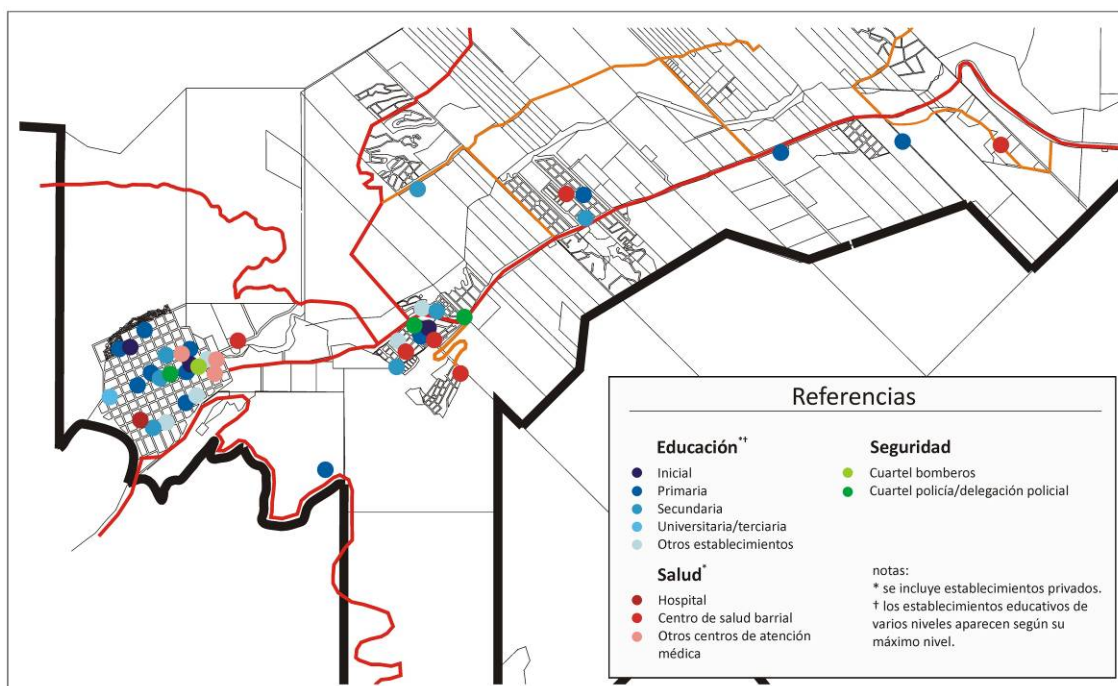 Referencias
Educación*†
Inicial
Primaria
Secundaria
Universitaria/terciaria
Otros establecimientos
Salud*
Hospital
Centro de salud barrial
Otros centros de atención
médica
Seguridad
Cuartel bomberos
Cuartel policía/delegación policial
notas:
* se incluye establecimientos privados.
† los establecimientos educativos de
varios niveles aparecen según su
máximo nivel.